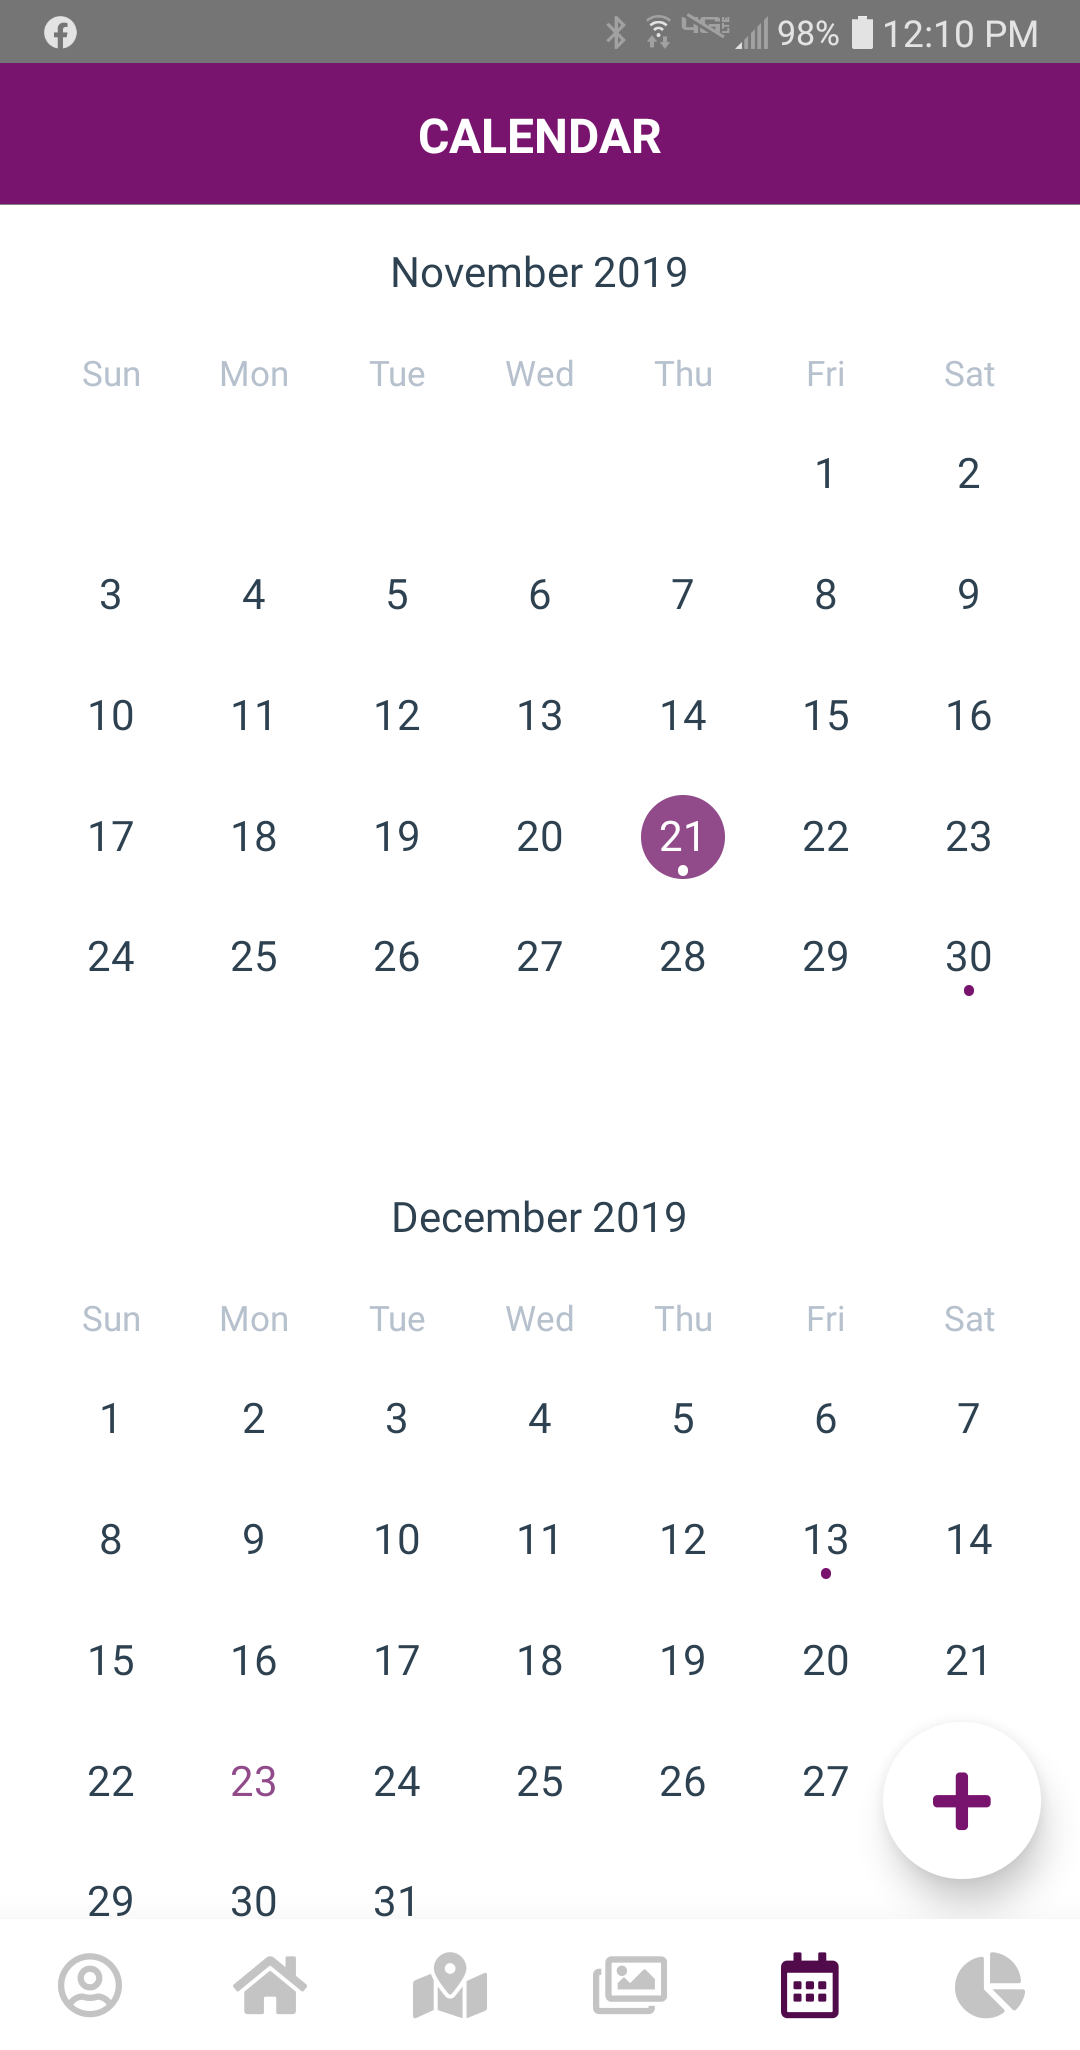 98% 12:10 PM
CALENDAR
November 2019
Sun Mon Tue Wed Thu Fri Sat
1 2
3 4 5 6 7 8 9
10 11 12 13 14 15 16
17 18 19 20 21 22 23
24 25 26 27 28 29 30
December 2019
Sun Mon Tue Wed Thu Fri Sat
1 2 3 4 5 6 7
8 9 10 11 12 13 14
15 16 17 18 19 20 21
22 23 24 25 26 27
29 30 31